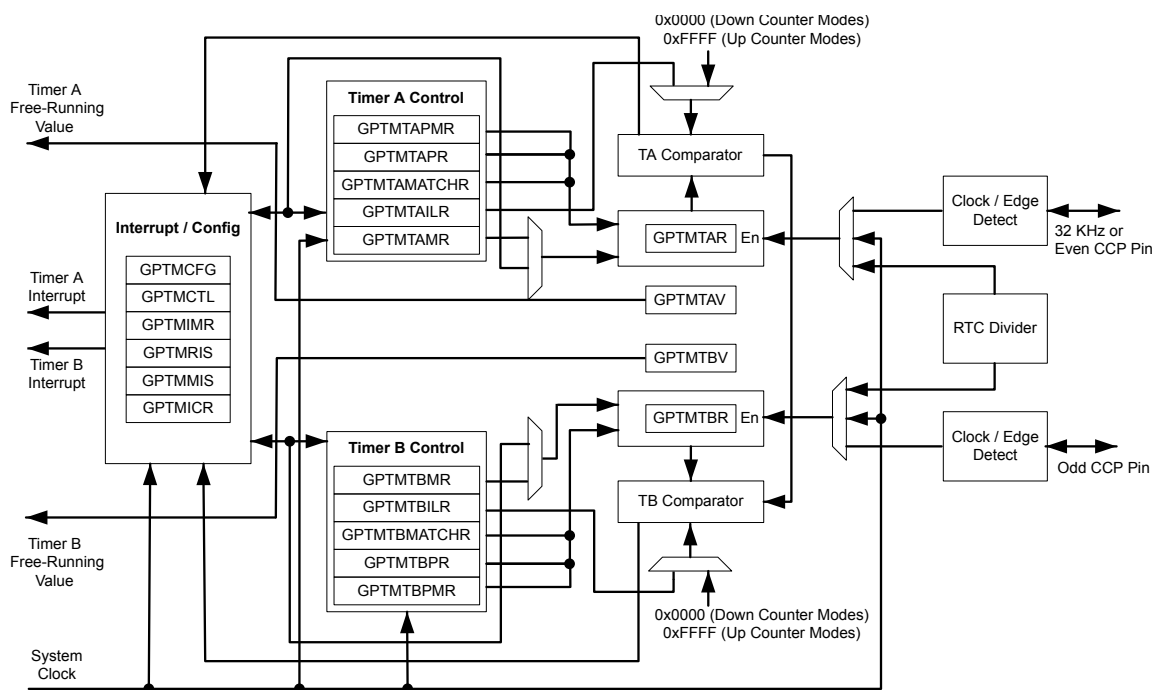 0x0000 (Down Counter Modes)
0xFFFF (Up Counter Modes)
Timer A
Free-Running
Value
Timer A Control
GPTMTAPMR
GPTMTAPR
GPTMTAMATCHR
GPTMTAILR
GPTMTAMR
TA Comparator
GPTMTAR
En
Clock / Edge
Detect
32 KHz or
Even CCP Pin
Interrupt / Config
GPTMCFG
GPTMCTL
GPTMIMR
GPTMRIS
GPTMMIS
GPTMICR
Timer A
Interrupt
Timer B
Interrupt
GPTMTAV
GPTMTBV
RTC Divider
GPTMTBR
En
Clock / Edge
Detect
Odd CCP Pin
Timer B Control
GPTMTBMR
GPTMTBILR
GPTMTBMATCHR
GPTMTBPR
GPTMTBPMR
TB Comparator
Timer B
Free-Running
Value
0x0000 (Down Counter Modes)
0xFFFF (Up Counter Modes)
System
Clock